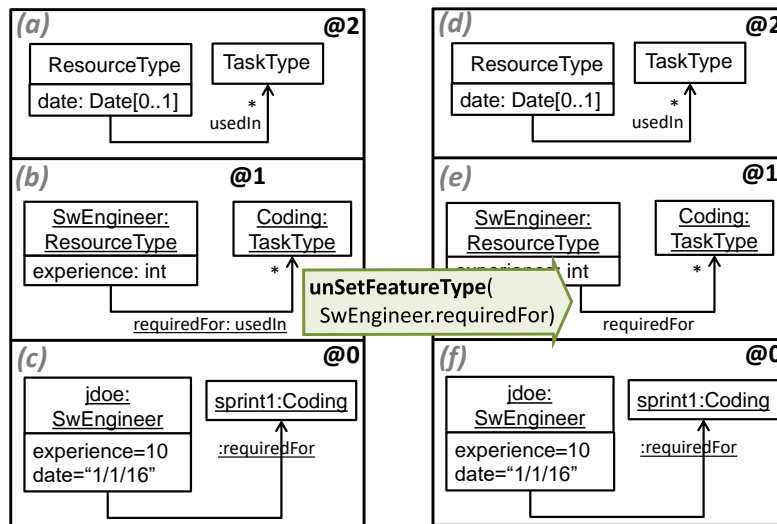 (a)
@2
ResourceType
TaskType
date: Date[0..1]
*
usedIn
(b)
@1
SwEngineer:
ResourceType
Coding:
TaskType
experience: int
*
requiredFor: usedIn
(c)
@0
jdoe:
SwEngineer
sprint1:Coding
experience=10
date="1/1/16"
:requiredFor
unSetFeatureType(
SwEngineer.requiredFor)
(d)
@2
ResourceType
TaskType
date: Date[0..1]
*
usedIn
(e)
@1
SwEngineer:
ResourceType
Coding:
TaskType
experience: int
*
requiredFor
(f)
@0
jdoe:
SwEngineer
sprint1:Coding
experience=10
date="1/1/16"
:requiredFor